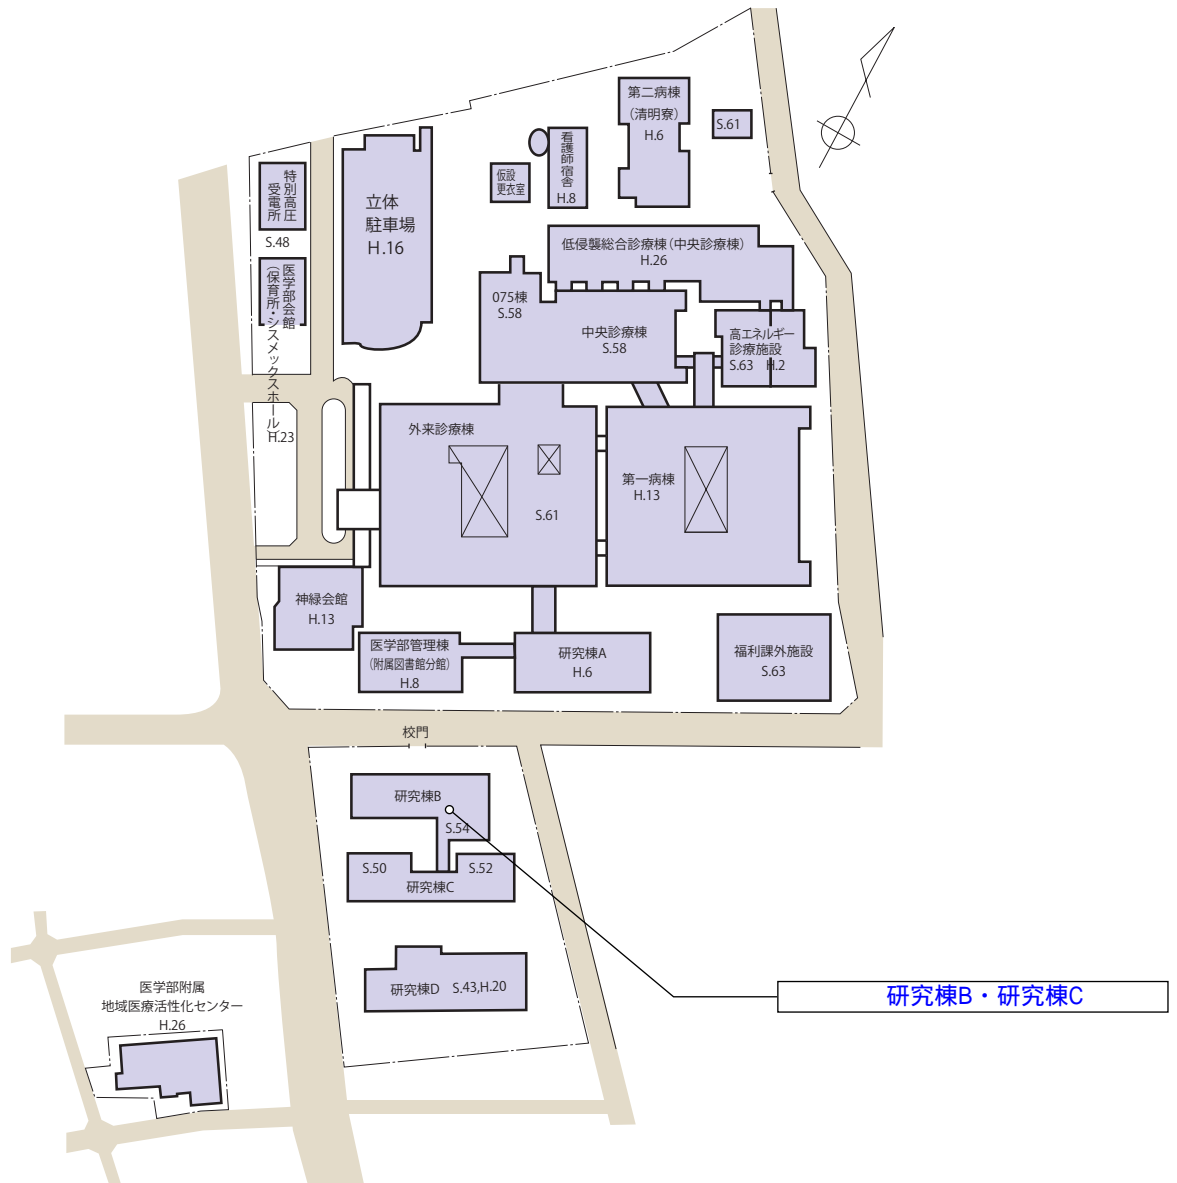 第二病棟
（清明寮）
H.6
S.61
看護師宿舎
H.8
仮設
更衣室
特別高圧
受電所
S.48
立体
駐車場
H.16
医学部会館
（保育所・シスメックスホール）
H.23
低侵襲総合診療棟（中央診療棟）
H.26
075棟
S.58
中央診療棟
S.58
高エネルギー
診療施設
S.63 H.2
外来診療棟
S.61
第一病棟
H.13
神緑会館
H.13
医学部管理棟
（附属図書館分館）
H.8
研究棟A
H.6
福利課外施設
S.63
校門
研究棟B
S.54
S.50 S.52
研究棟C
研究棟D S.43,H.20
研究棟B・研究棟C
医学部附属
地域医療活性化センター
H.26